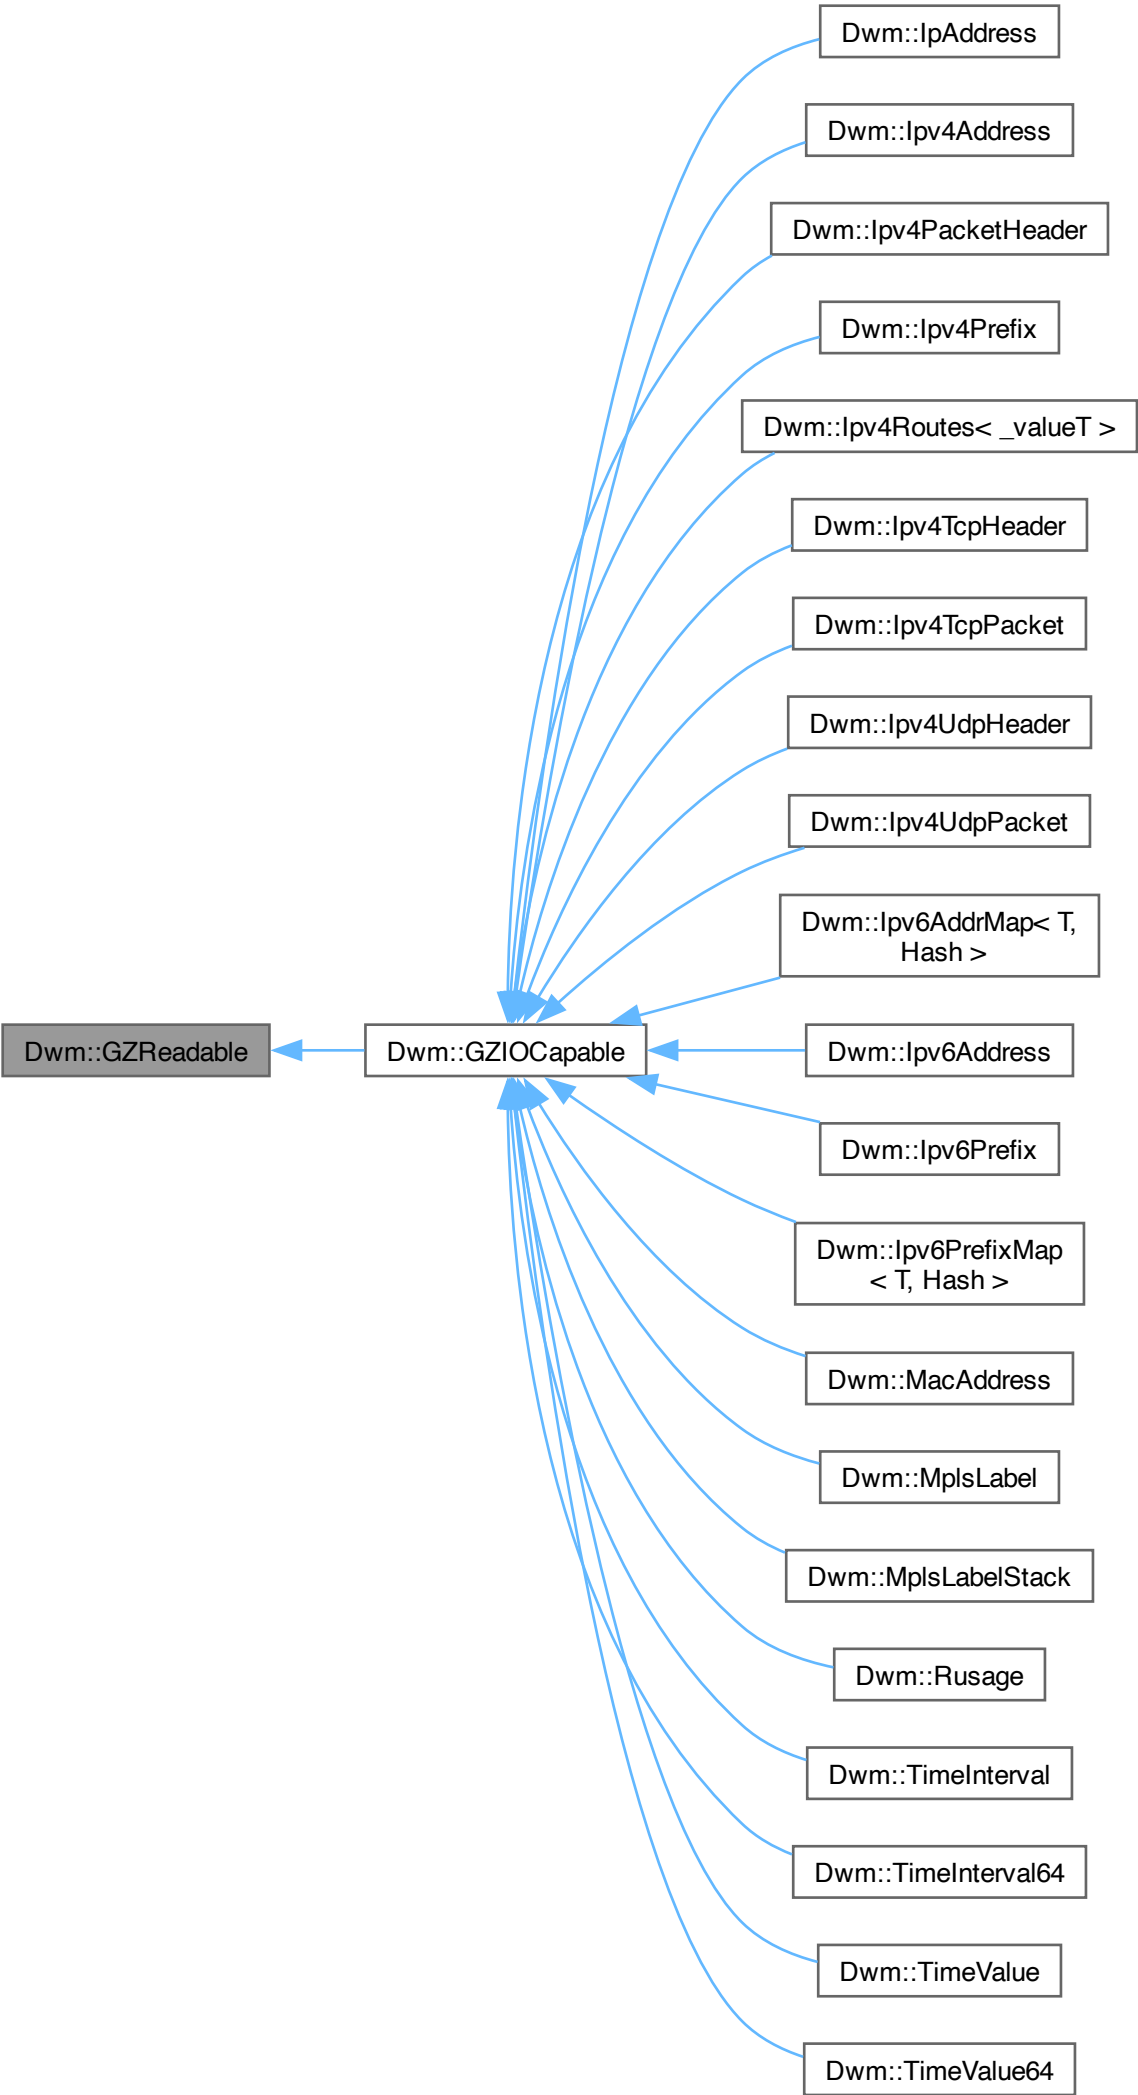 Dwm::IpAddress
Dwm::Ipv4Address
Dwm::Ipv4PacketHeader
Dwm::Ipv4Prefix
Dwm::Ipv4Routes< _valueT >
Dwm::Ipv4TcpHeader
Dwm::Ipv4TcpPacket
Dwm::Ipv4UdpHeader
Dwm::Ipv4UdpPacket
Dwm::Ipv6AddrMap< T,
Hash >
Dwm::GZReadable
Dwm::GZIOCapable
Dwm::Ipv6Address
Dwm::Ipv6Prefix
Dwm::Ipv6PrefixMap
< T, Hash >
Dwm::MacAddress
Dwm::MplsLabel
Dwm::MplsLabelStack
Dwm::Rusage
Dwm::TimeInterval
Dwm::TimeInterval64
Dwm::TimeValue
Dwm::TimeValue64